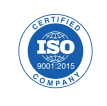 CERTIFIED
ISO
9001:2015
COMPANY